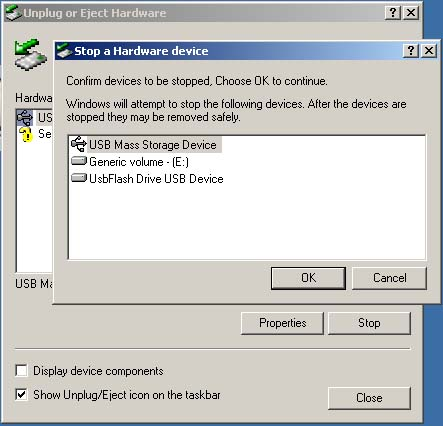 Unplug or Eject Hardware
Stop a Hardware device
Confirm devices to be stopped, Choose OK to continue.
Windows will attempt to stop the following devices. After the devices are
stopped they may be removed safely.
Hardwa
US
Se
USB Mass Storage Device
Generic volume - (E:)
UsbFlash Drive USB Device
OK
Cancel
USB Ma
Properties
Stop
Display device components
Show Unplug/Eject icon on the taskbar
Close